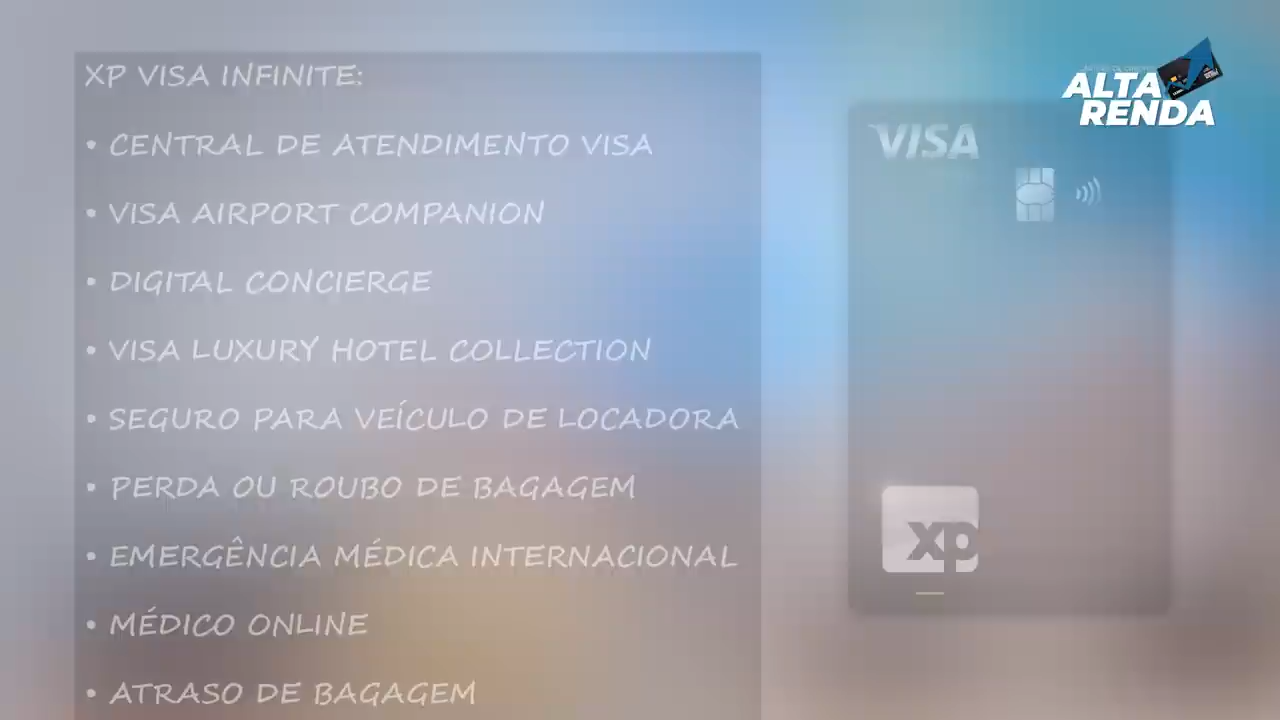 XP VISA INFINITE:
• CENTRAL DE ATENDIMENTO VISA
• VISA AIRPORT COMPANION
• DIGITAL CONCIERGE
• VISA LUXURY HOTEL COLLECTION
• SEGURO PARA VEÍCULO DE LOCADORA
• PERDA OU ROUBO DE BAGAGEM
• EMERGÊNCIA MÉDICA INTERNACIONAL
• MÉDICO ONLINE
• ATRASO DE BAGAGEM
ALTA
RENDA
VISA
xp